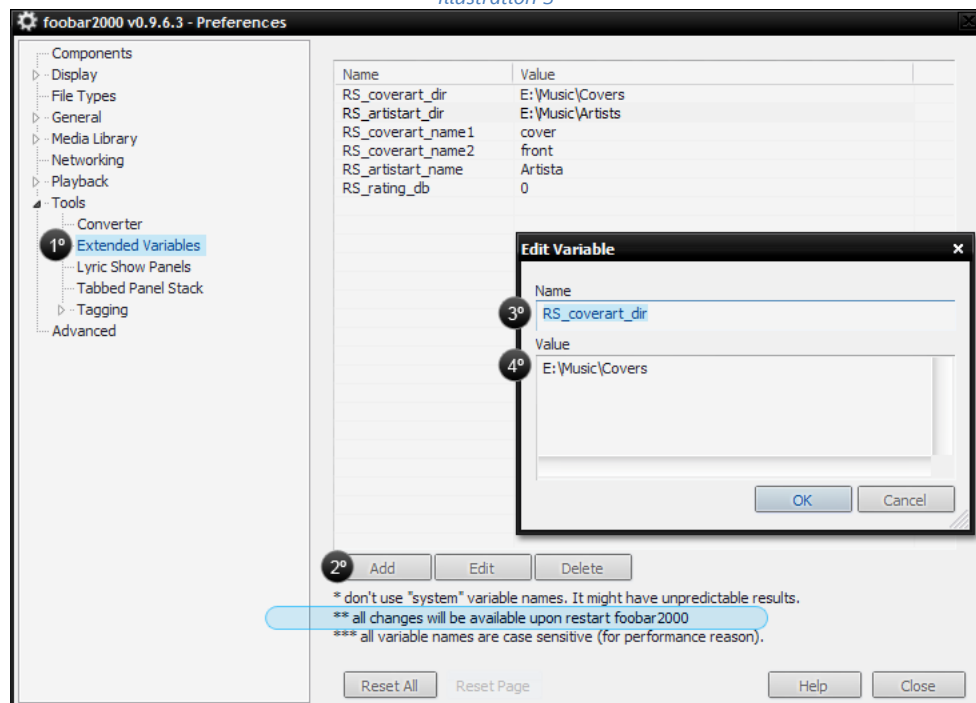 Illustration 3
foobar2000 v0.9.6.3 - Preferences
Components
Display
File Types
General
Media Library
Networking
Playback
Tools
Converter
1º Extended Variables
Lyric Show Panels
Tabbed Panel Stack
Tagging
Advanced
Name Value
RS_coverart_dir E:\Music\Covers
RS_artistart_dir E:\Music\Artists
RS_coverart_name1 cover
RS_coverart_name2 front
RS_artistart_name Artista
RS_rating_db 0
Edit Variable x
Name
3º RS_coverart_dir
Value
4º E:\Music\Covers
OK Cancel
2º Add Edit Delete
* don't use "system" variable names. It might have unpredictable results.
** all changes will be available upon restart foobar2000
*** all variable names are case sensitive (for performance reason).
Reset All Reset Page Help Close